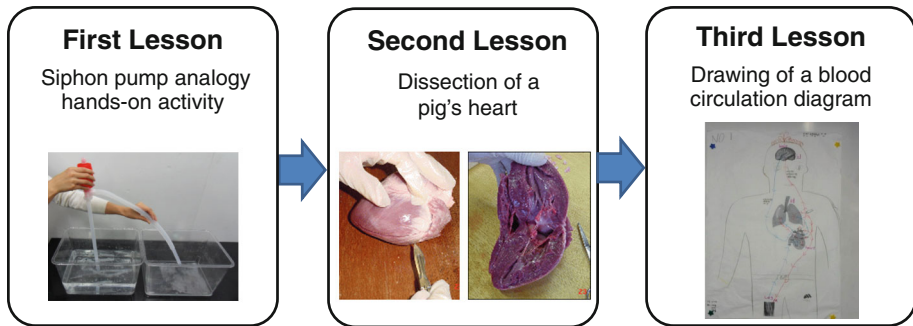 First Lesson
Siphon pump analogy
hands-on activity
Second Lesson
Dissection of a
pig's heart
Third Lesson
Drawing of a blood
circulation diagram